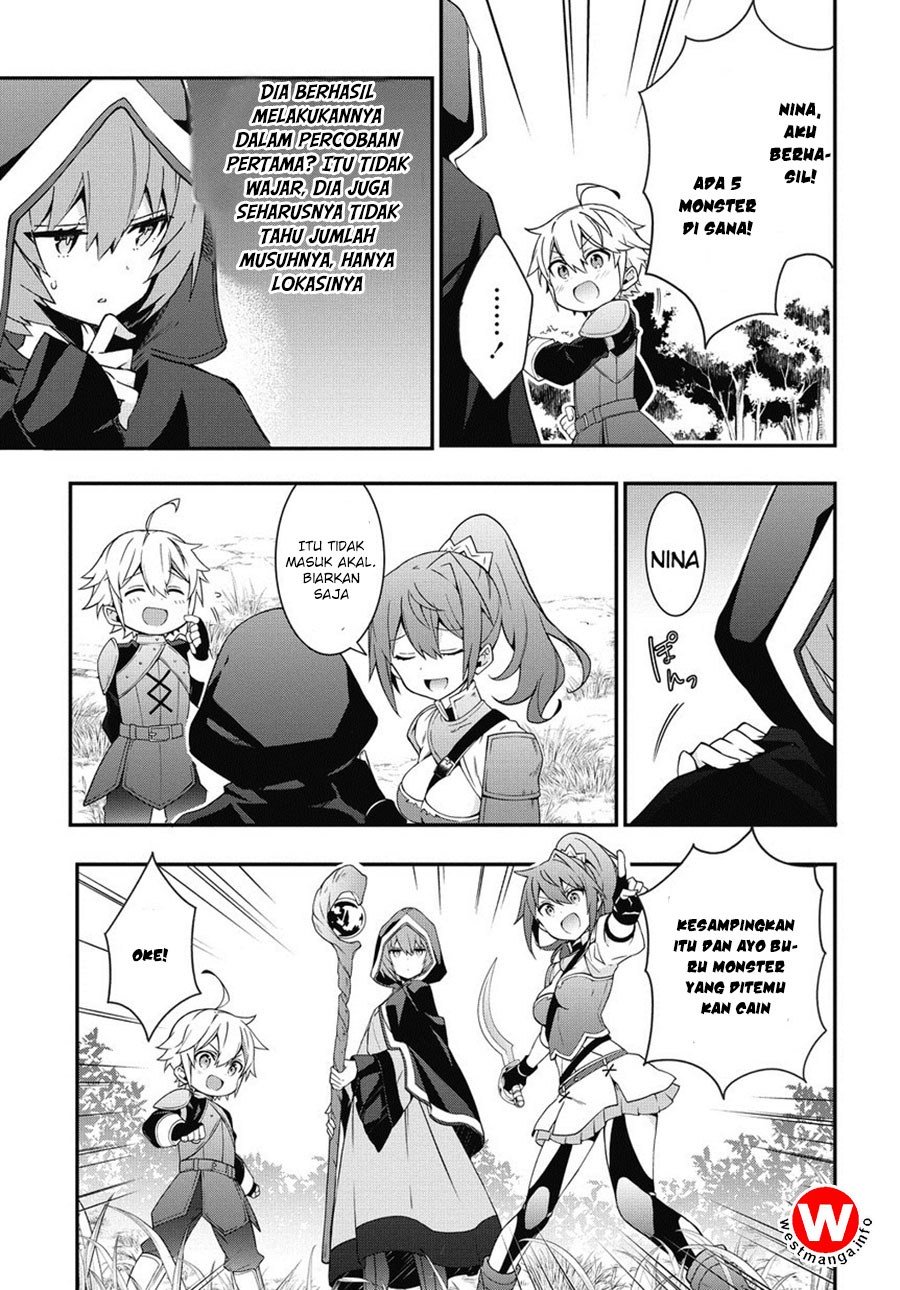 NINA,
AKU
BERHA-
SIL!
ADA 5
MONSTER
DI SANA!
......
DIA BERHASIL
MELAKUKANNYA
DALAM PERCOBAAN
PERTAMA? ITU TIDAK
WAJAR, DIA JUGA
SEHARUSNYA TIDAK
TAHU JUMLAH
MUSUHNYA, HANYA
LOKASINYA
NINA
ぽんっ
ITU TIDAK
MASUK AKAL.
BIARKAN
SAJA
KESAMPINGKAN
ITU DAN AYO BU-
RU MONSTER
YANG DITEMU
KAN CAIN
OKE!
W
westmanga.info